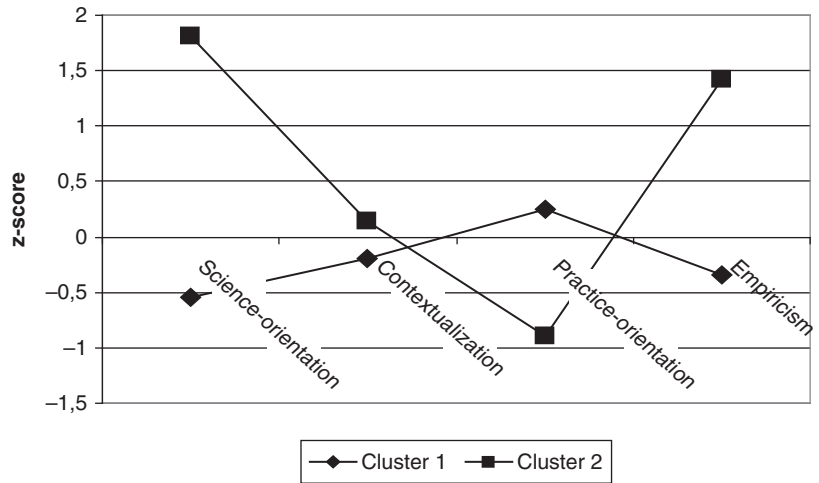 2
1,5
1
0,5
0
−0,5
−1
−1,5
z-score
Science-orientation
Contextualization
Practice-orientation
Empiricism
Cluster 1
Cluster 2